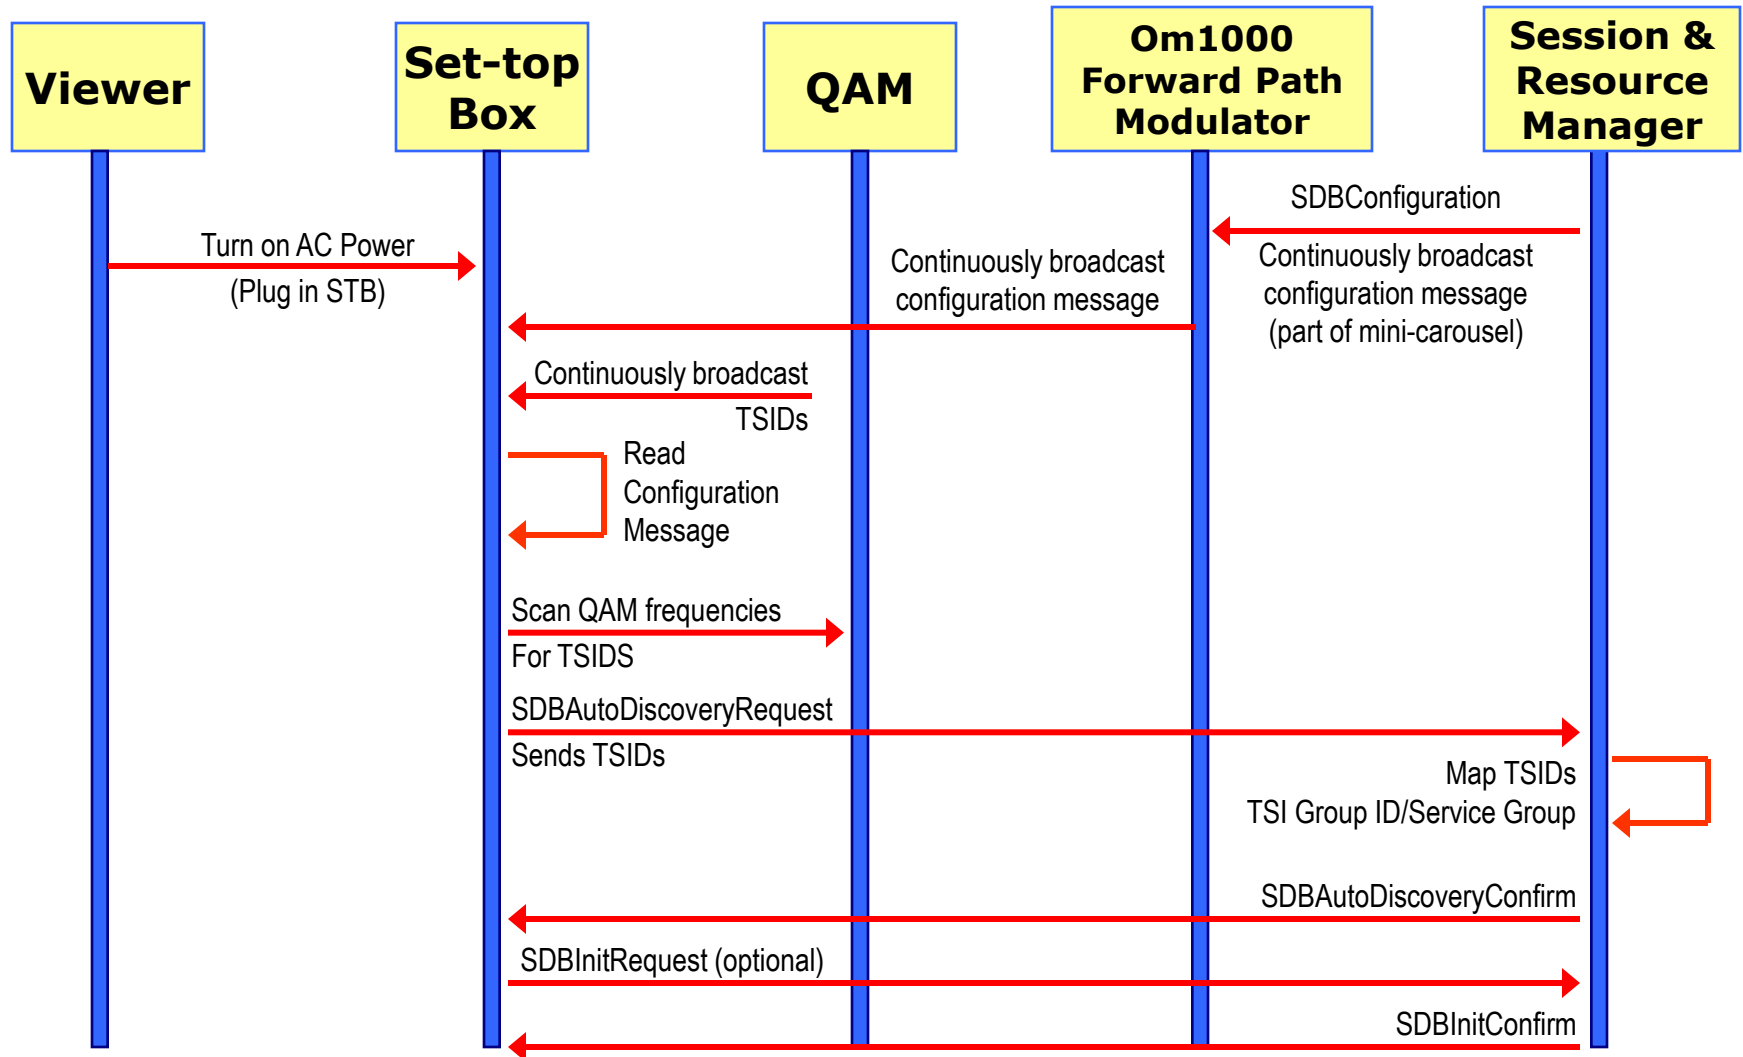 Viewer
Set-top
Box
QAM
Om1000
Forward Path
Modulator
Session &
Resource
Manager
SDBConfiguration
Turn on AC Power
(Plug in STB)
Continuously broadcast
configuration message
Continuously broadcast
configuration message
(part of mini-carousel)
Continuously broadcast
TSIDs
Read
Configuration
Message
Scan QAM frequencies
For TSIDS
SDBAutoDiscoveryRequest
Sends TSIDs
Map TSIDs
TSI Group ID/Service Group
SDBAutoDiscoveryConfirm
SDBInitRequest (optional)
SDBInitConfirm